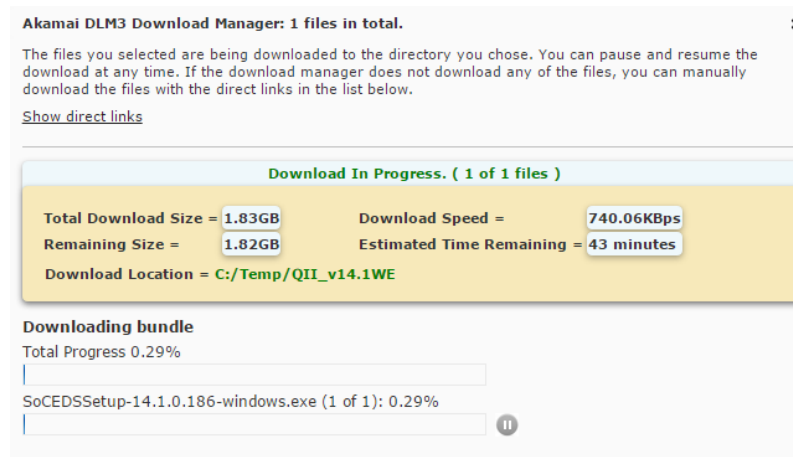 Akamai DLM3 Download Manager: 1 files in total.
The files you selected are being downloaded to the directory you chose. You can pause and resume the
download at any time. If the download manager does not download any of the files, you can manually
download the files with the direct links in the list below.
Show direct links
Download In Progress. ( 1 of 1 files )
Total Download Size = 1.83GB Download Speed = 740.06KBps
Remaining Size = 1.82GB Estimated Time Remaining = 43 minutes
Download Location = C:/Temp/QII_v14.1WE
Downloading bundle
Total Progress 0.29%
SoCEDSSetup-14.1.0.186-windows.exe (1 of 1): 0.29%